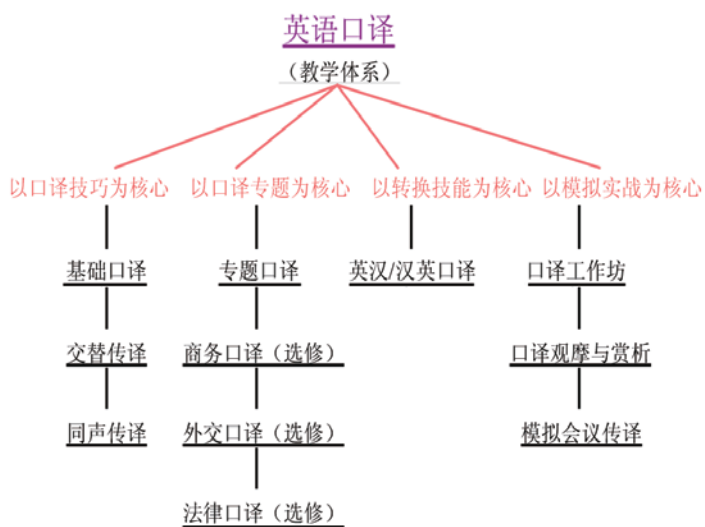 英语口译
（教学体系）
以口译技巧为核心 以口译专题为核心 以转换技能为核心 以模拟实战为核心
基础口译 专题口译 英汉/汉英口译 口译工作坊
交替传译 商务口译（选修） 口译观摩与赏析
同声传译 外交口译（选修） 模拟会议传译
法律口译（选修）